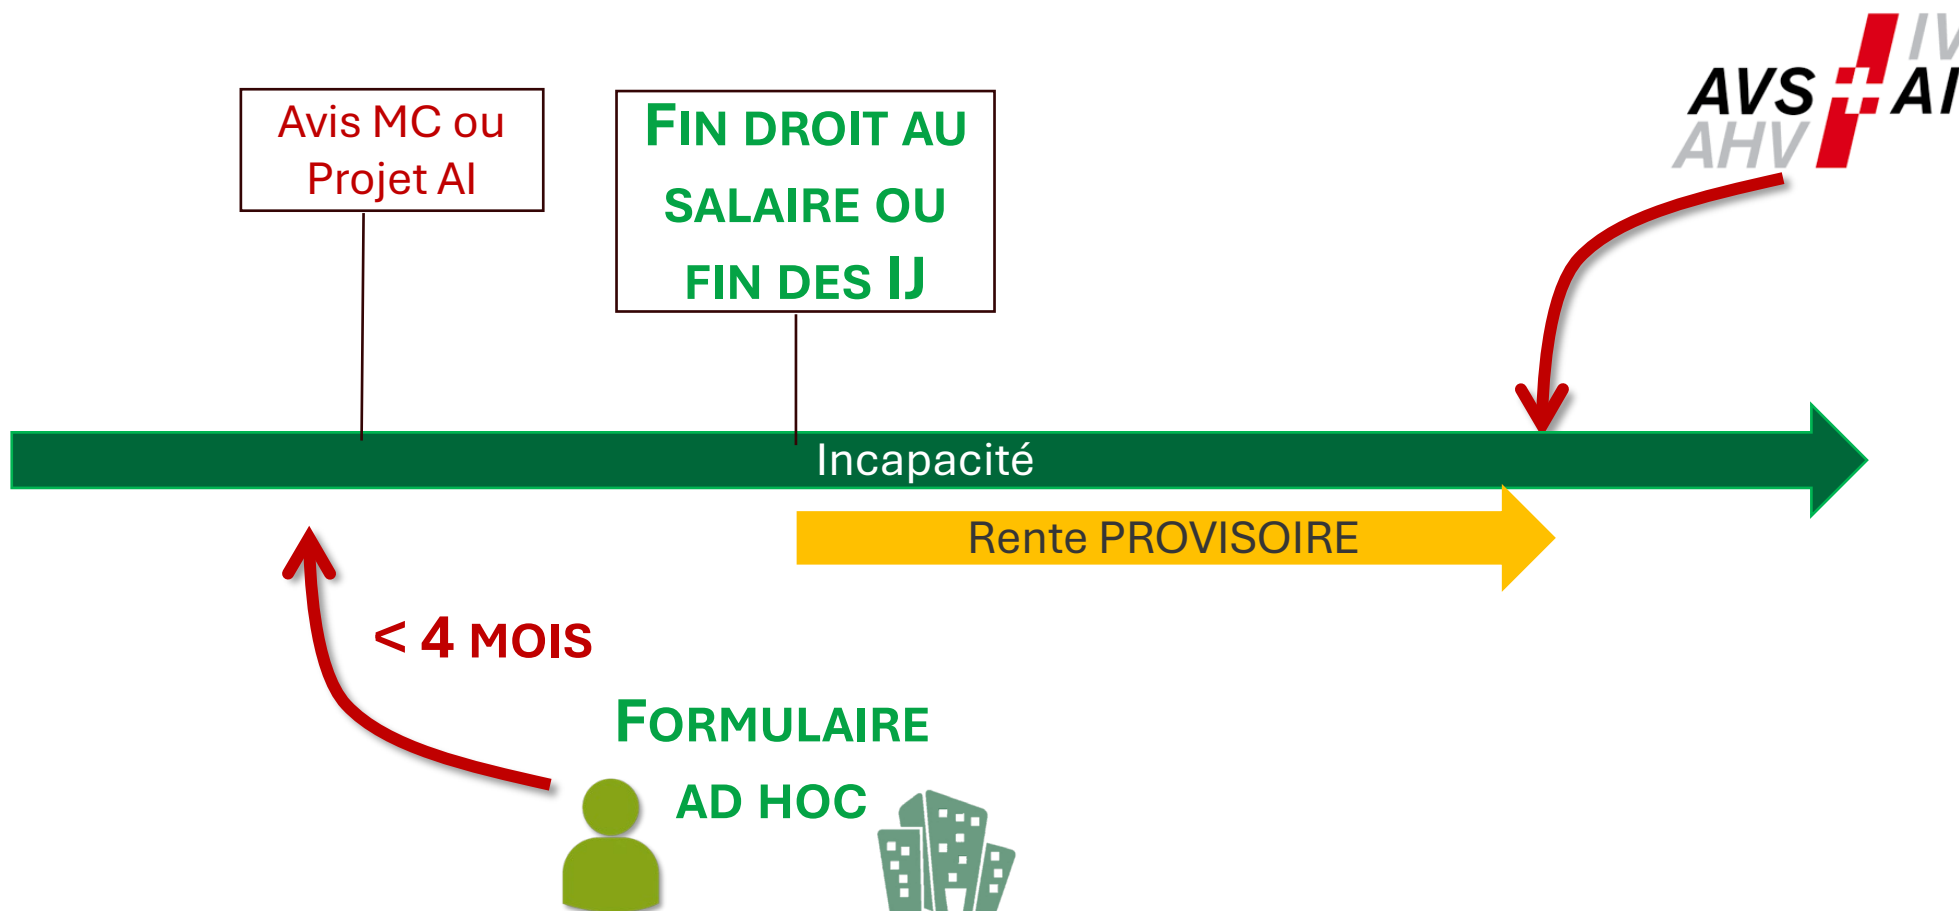 Avis MC ou
Projet AI
FIN DROIT AU
SALAIRE OU
FIN DES IJ
IV
AVS AI
AHV
Incapacité
Rente PROVISOIRE
< 4 MOIS
FORMULAIRE
AD HOC